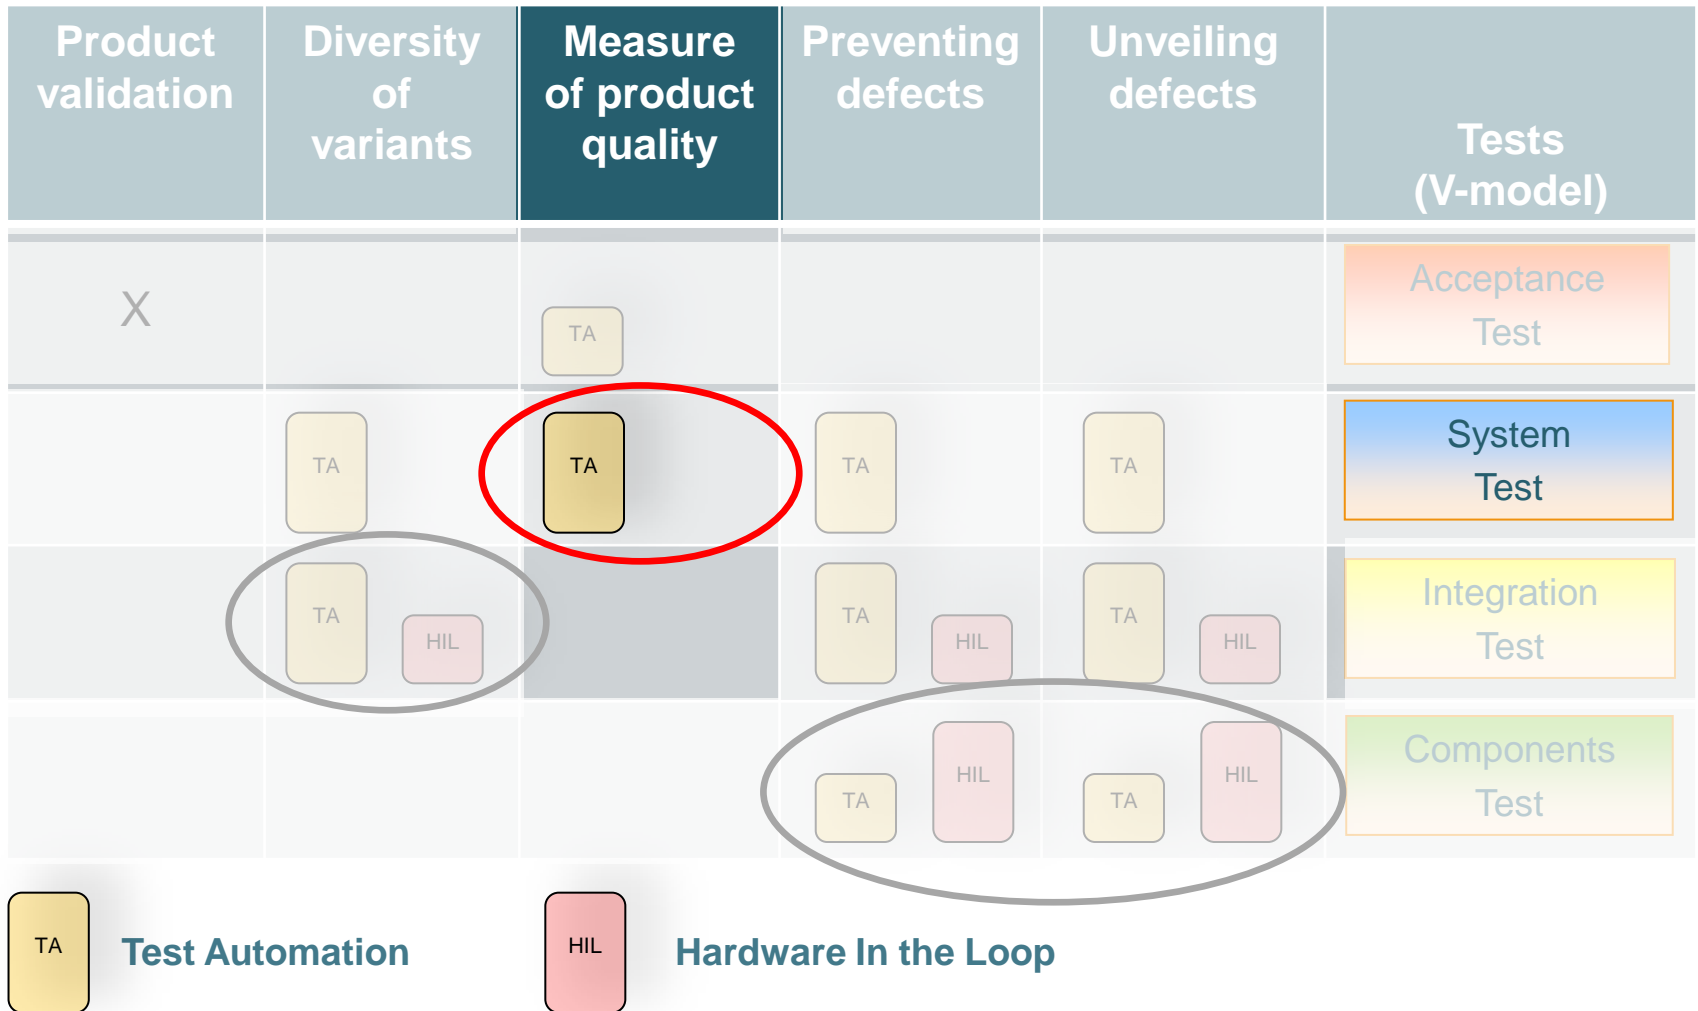 Product
validation
Diversity
of
variants
Measure
of product
quality
Preventing
defects
Unveiling
defects
Tests
(V-model)
X
TA
Acceptance
Test
TA
TA
TA
TA
System
Test
TA
HIL
TA
HIL
TA
HIL
Integration
Test
TA
HIL
TA
HIL
Components
Test
TA
Test Automation
HIL
Hardware In the Loop